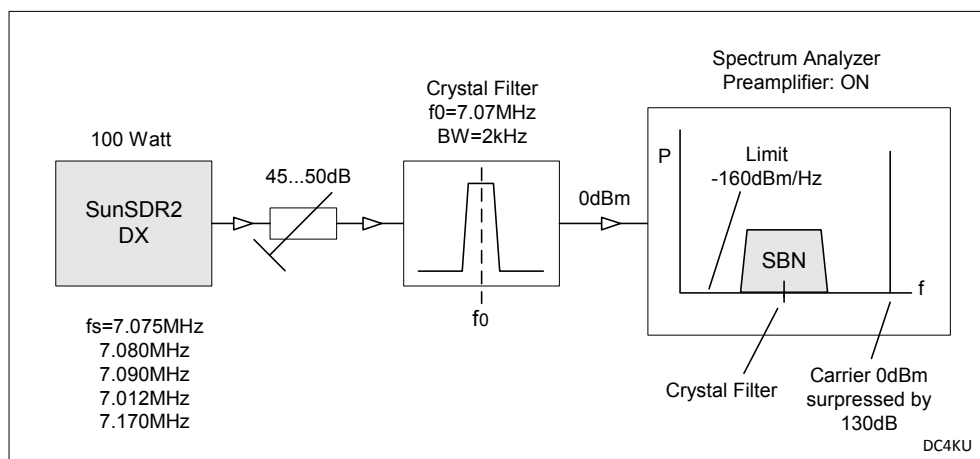 Spectrum Analyzer
Preamplifier: ON
Crystal Filter
f0=7.07MHz
BW=2kHz
100 Watt
SunSDR2
DX
45...50dB
0dBm
P
Limit
-160dBm/Hz
SBN
f
f0
fs=7.075MHz
7.080MHz
7.090MHz
7.012MHz
7.170MHz
Crystal Filter
Carrier 0dBm
surpressed by
130dB
DC4KU